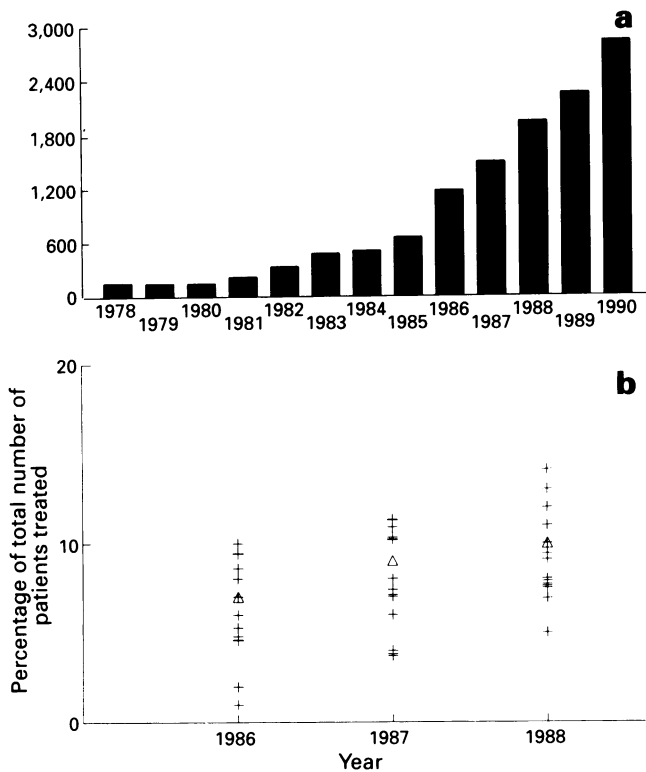 a
3,000
2,400
1,800
1,200
600
0
1978 1979 1980 1981 1982 1983 1984 1985 1986 1987 1988 1989 1990
b
20
10
0
Percentage of total number of
patients treated
1986 1987 1988
Year